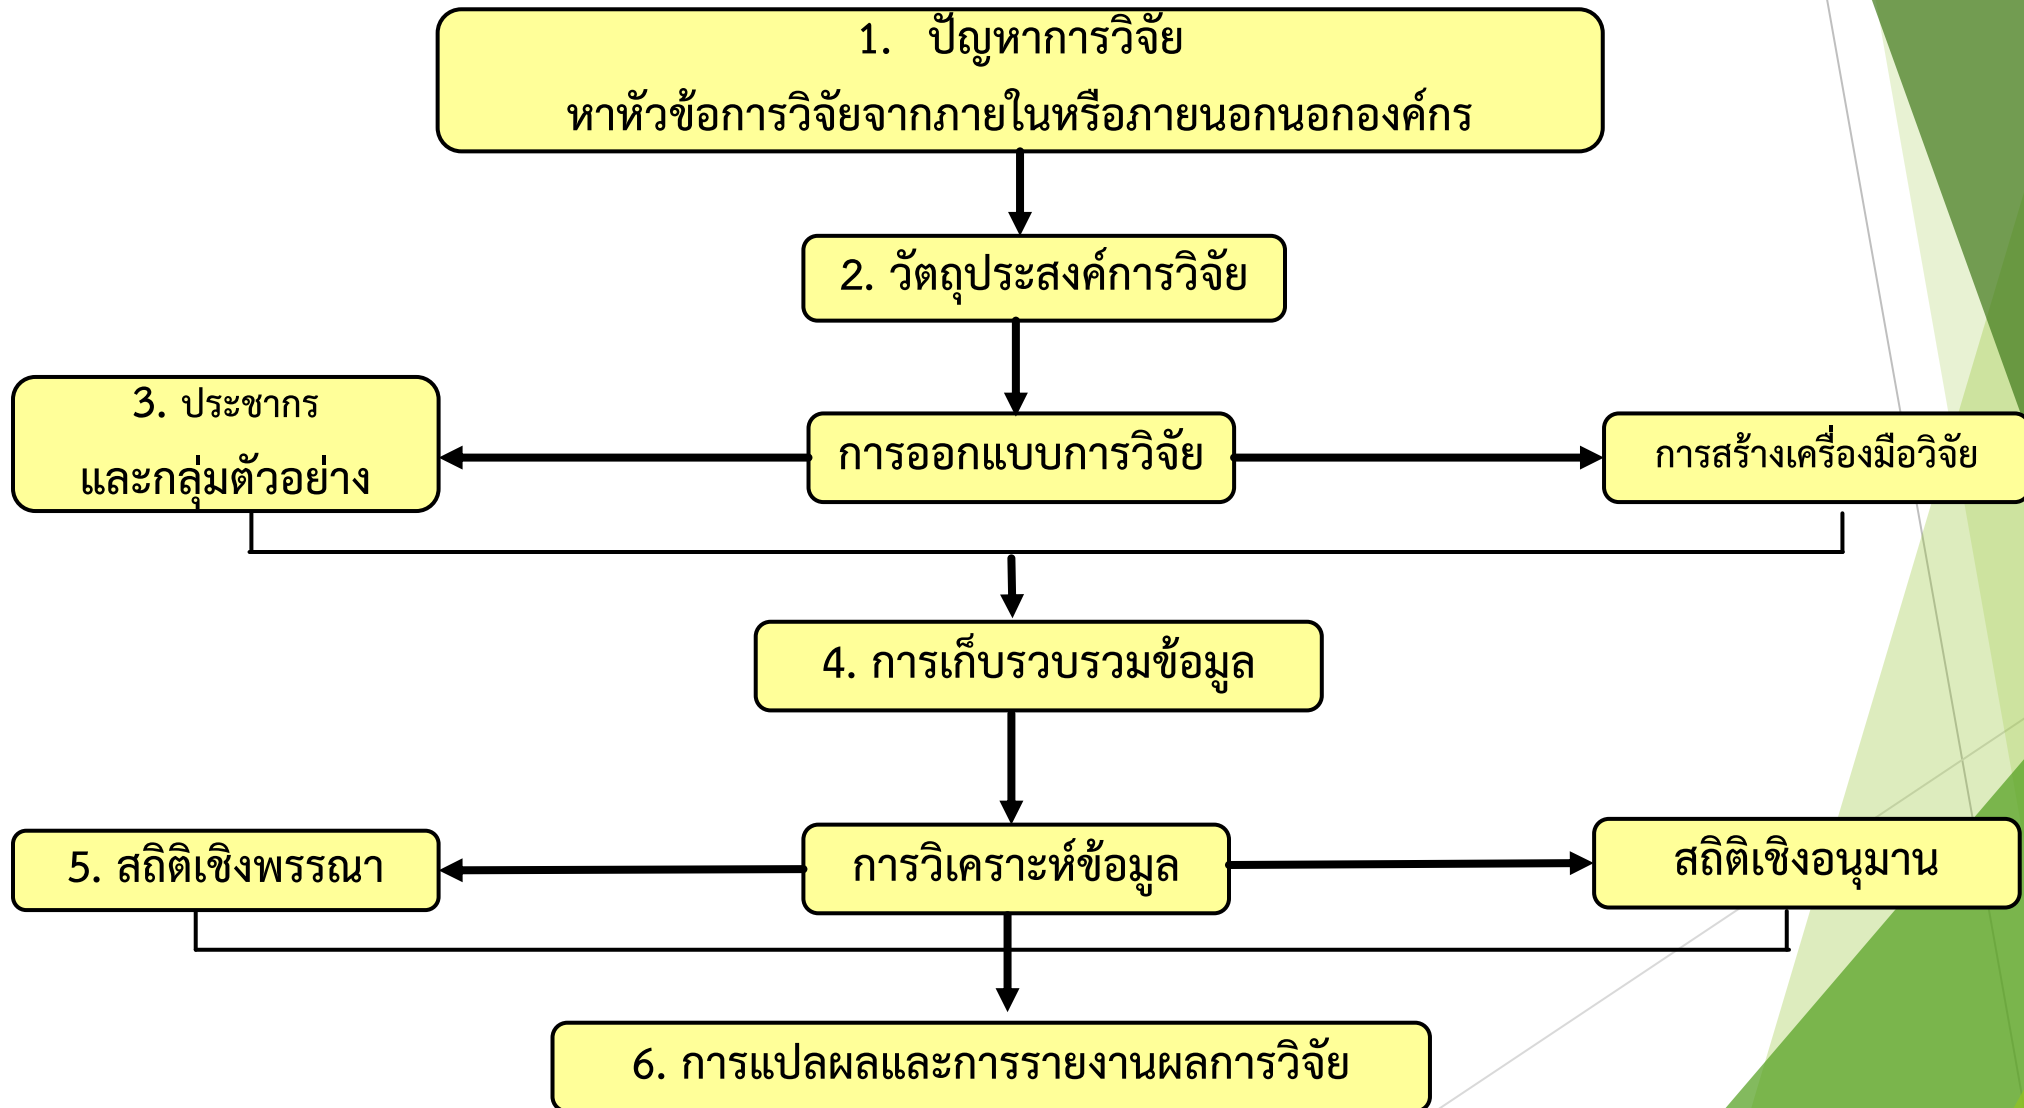 1. ปัญหาการวิจัย
หาหัวข้อการวิจัยจากภายในหรือภายนอกนอกองค์กร
2. วัตถุประสงค์การวิจัย
3. ประชากร
และกลุ่มตัวอย่าง
การออกแบบการวิจัย
การสร้างเครื่องมือวิจัย
4. การเก็บรวบรวมข้อมูล
5. สถิติเชิงพรรณา
การวิเคราะห์ข้อมูล
สถิติเชิงอนุมาน
6. การแปลผลและการรายงานผลการวิจัย